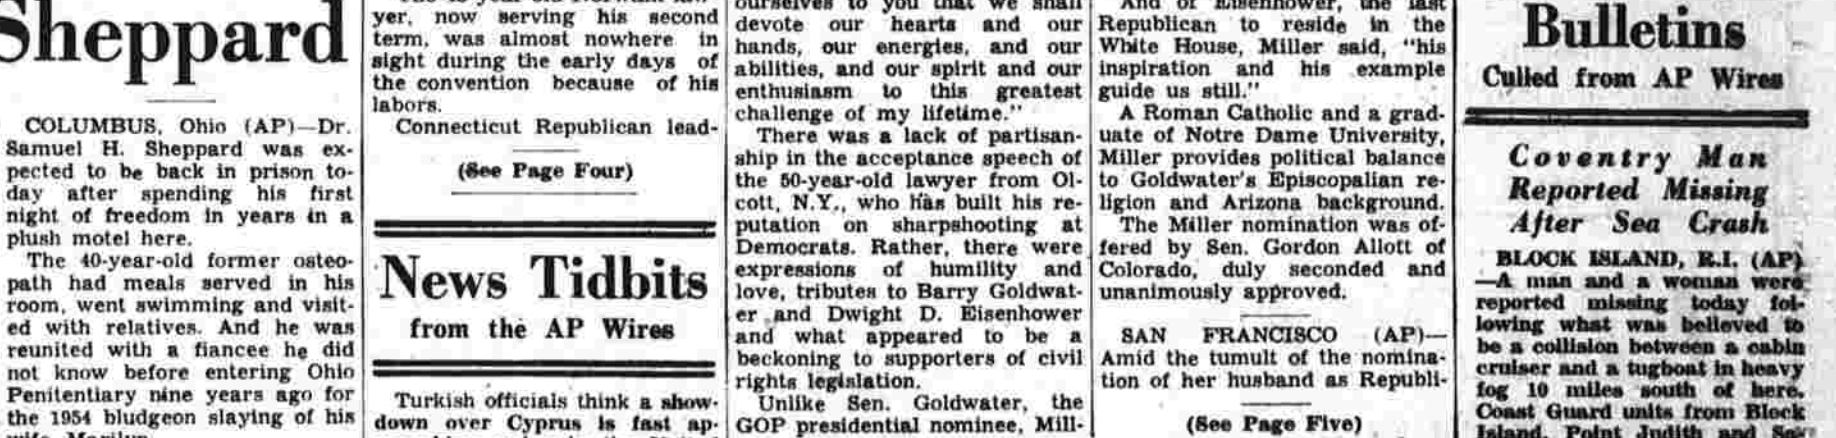 Sheppard
COLUMBUS, Ohio (AP)—Dr.
Samuel H. Sheppard was ex-
pected to be back in prison to-
day after spending his first
night of freedom in years in a
plush motel here.
The 40-year-old former osteo-
path had meals served in his
room, went swimming and visit-
ed with relatives. And he was
reunited with a fiancee he did
not know before entering Ohio
Penitentiary nine years ago for
the 1954 bludgeon slaying of his
wife, Marilyn.
yer, now serving his second
term, was almost nowhere in
sight during the early days of
the convention because of his
labors.
Connecticut Republican lead-
(See Page Four)
News Tidbits
from the AP Wires
Turkish officials think a show-
down over Cyprus is fast ap-
ourselves to you that we shall
devote our hearts and our
hands, our energies, and our
abilities, and our spirit and our
enthusiasm to this greatest
challenge of my lifetime."
There was a lack of partisan-
ship in the acceptance speech of
the 50-year-old lawyer from Ol-
cott, N.Y., who has built his re-
putation on sharpshooting at
Democrats. Rather, there were
expressions of humility and
love, tributes to Barry Goldwat-
er and Dwight D. Eisenhower
and what appeared to be a
beckoning to supporters of civil
rights legislation.
Unlike Sen. Goldwater, the
GOP presidential nominee, Mill-
And of Eisenhower, the last
Republican to reside in the
White House, Miller said, "his
inspiration and his example
guide us still."
A Roman Catholic and a grad-
uate of Notre Dame University,
Miller provides political balance
to Goldwater's Episcopalian re-
ligion and Arizona background.
The Miller nomination was of-
fered by Sen. Gordon Allott of
Colorado, duly seconded and
unanimously approved.
SAN FRANCISCO (AP)—
Amid the tumult of the nomina-
tion of her husband as Republi-
(See Page Five)
Bulletins
Culled from AP Wires
Coventry Man
Reported Missing
After Sea Crash
BLOCK ISLAND, R.I. (AP)
—A man and a woman were
reported missing today fol-
lowing what was believed to
be a collision between a cabin
cruiser and a tugboat in heavy
fog 10 miles south of here.
Coast Guard units from Block
Island, Point Judith and